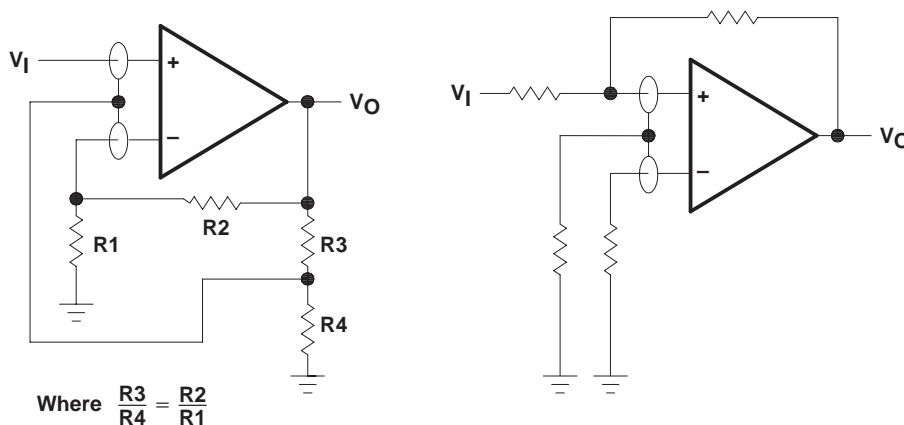 VI
+
−
VO
R1
R2
R3
R4
Where R3/R4 = R2/R1
VI
+
−
VO